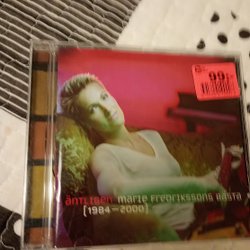 99:-
äntligen marie fredrikssons bästa
[1984–2000]